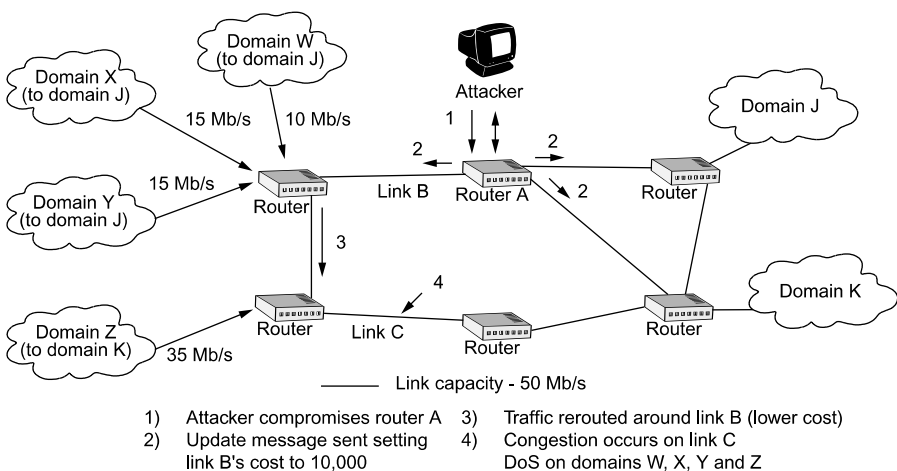 Domain W
(to domain J)
Domain X
(to domain J)
Attacker
Domain J
15 Mb/s
10 Mb/s
1
2
2
15 Mb/s
Link B
2
Router
Router A
Router
Domain Y
(to domain J)
3
4
Domain K
Domain Z
(to domain K)
Router
Link C
Router
Router
35 Mb/s
Link capacity - 50 Mb/s
1) Attacker compromises router A
2) Update message sent setting
link B's cost to 10,000
3) Traffic rerouted around link B (lower cost)
4) Congestion occurs on link C
DoS on domains W, X, Y and Z